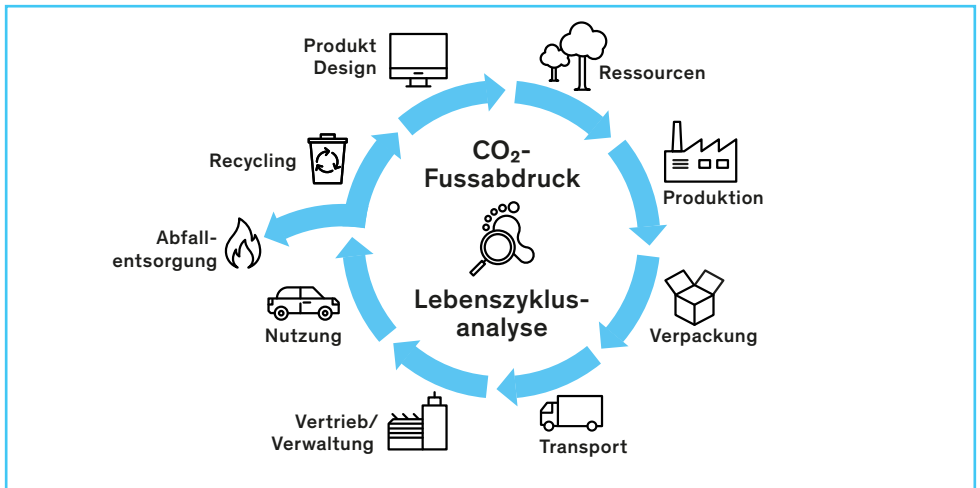 Produkt
Design
Ressourcen
Recycling
CO₂-
Fussabdruck
Produktion
Abfall-
entsorgung
Lebenszyklus-
analyse
Nutzung
Verpackung
Vertrieb/
Verwaltung
Transport